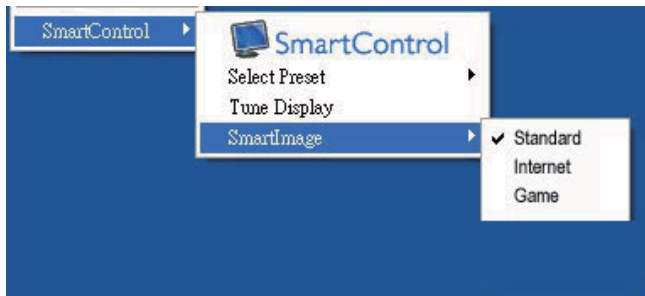 SmartControl
SmartControl
Select Preset
Tune Display
SmartImage
Standard
Internet
Game